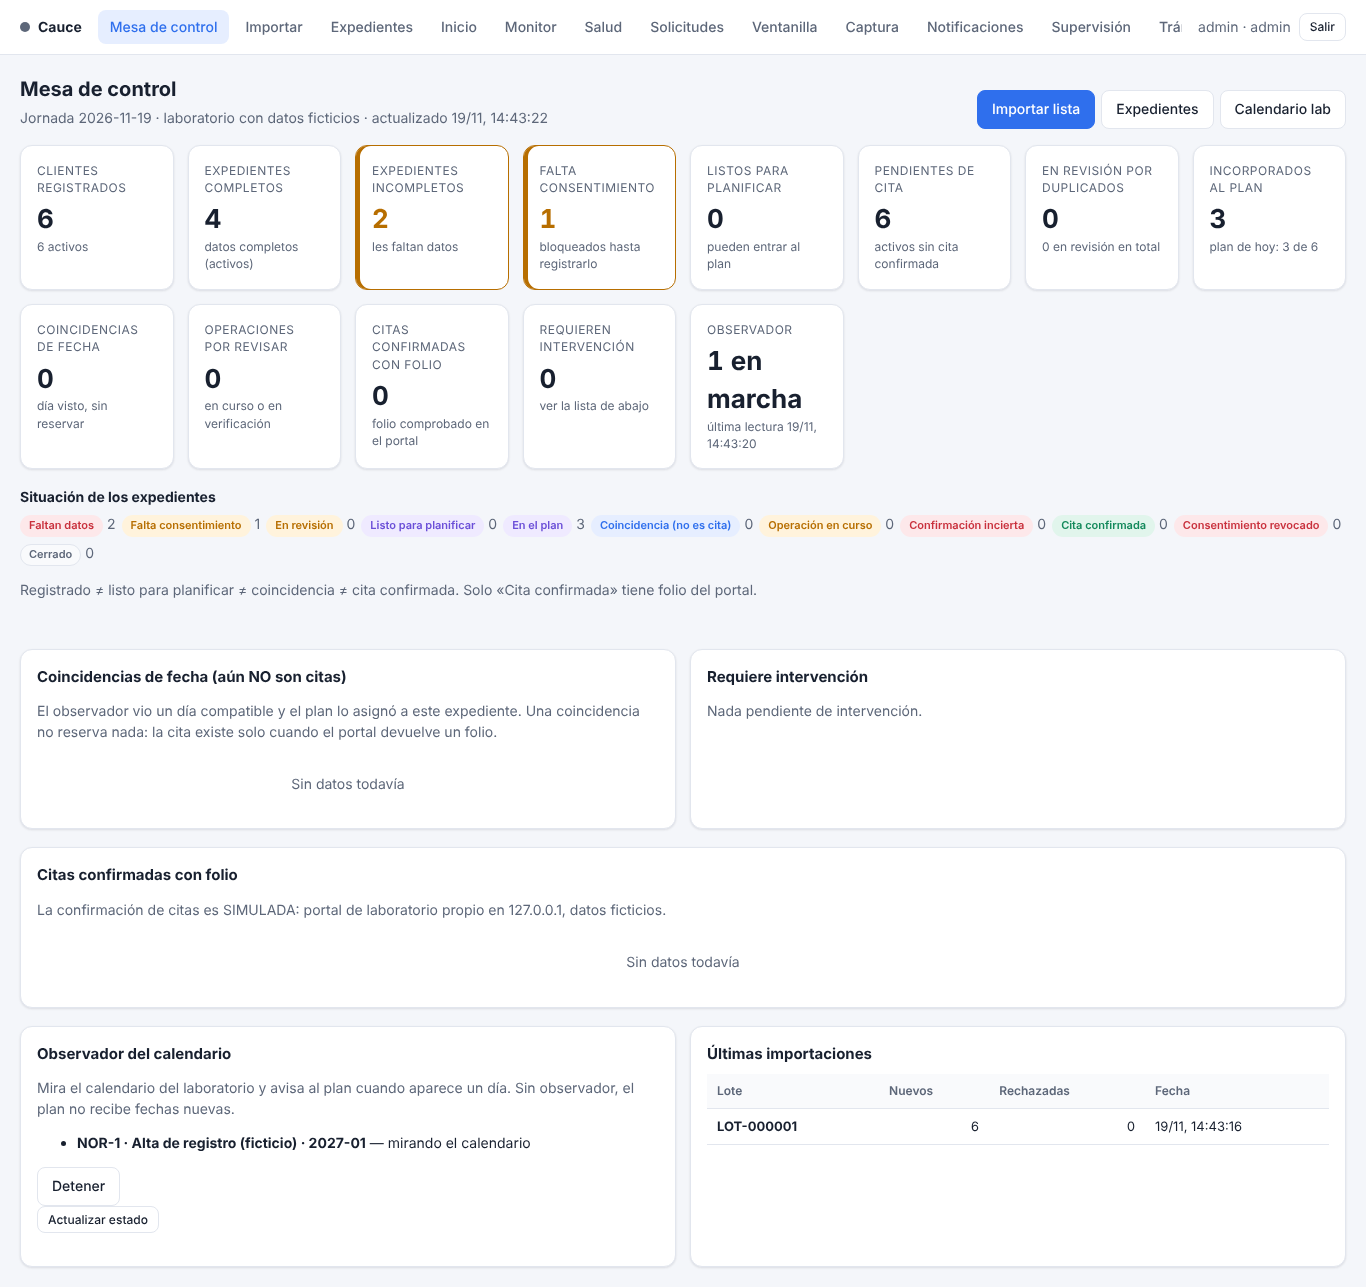 Cauce
Mesa de control
Importar
Expedientes
Inicio
Monitor
Salud
Solicitudes
Ventanilla
Captura
Notificaciones
Supervisión
Trá
admin · admin
Salir
Mesa de control
Jornada 2026-11-19 · laboratorio con datos ficticios · actualizado 19/11, 14:43:22
Importar lista
Expedientes
Calendario lab
CLIENTES
REGISTRADOS
6
6 activos
EXPEDIENTES
COMPLETOS
4
datos completos
(activos)
EXPEDIENTES
INCOMPLETOS
2
les faltan datos
FALTA
CONSENTIMIENTO
1
bloqueados hasta
registrarlo
LISTOS PARA
PLANIFICAR
0
pueden entrar al
plan
PENDIENTES DE
CITA
6
activos sin cita
confirmada
EN REVISIÓN POR
DUPLICADOS
0
0 en revisión en total
INCORPORADOS
AL PLAN
3
plan de hoy: 3 de 6
COINCIDENCIAS
DE FECHA
0
día visto, sin
reservar
OPERACIONES
POR REVISAR
0
en curso o en
verificación
CITAS
CONFIRMADAS
CON FOLIO
0
folio comprobado en
el portal
REQUIEREN
INTERVENCIÓN
0
ver la lista de abajo
OBSERVADOR
1 en
marcha
última lectura 19/11,
14:43:20
Situación de los expedientes
Faltan datos 2 Falta consentimiento 1 En revisión 0 Listo para planificar 0 En el plan 3 Coincidencia (no es cita) 0 Operación en curso 0 Confirmación incierta 0 Cita confirmada 0 Consentimiento revocado 0
Cerrado 0
Registrado ≠ listo para planificar ≠ coincidencia ≠ cita confirmada. Solo «Cita confirmada» tiene folio del portal.
Coincidencias de fecha (aún NO son citas)
El observador vio un día compatible y el plan lo asignó a este expediente. Una coincidencia
no reserva nada: la cita existe solo cuando el portal devuelve un folio.
Sin datos todavía
Requiere intervención
Nada pendiente de intervención.
Citas confirmadas con folio
La confirmación de citas es SIMULADA: portal de laboratorio propio en 127.0.0.1, datos ficticios.
Sin datos todavía
Observador del calendario
Mira el calendario del laboratorio y avisa al plan cuando aparece un día. Sin observador, el
plan no recibe fechas nuevas.
• NOR-1 · Alta de registro (ficticio) · 2027-01 — mirando el calendario
Detener
Actualizar estado
Últimas importaciones
Lote Nuevos Rechazadas Fecha
LOT-000001 6 0 19/11, 14:43:16